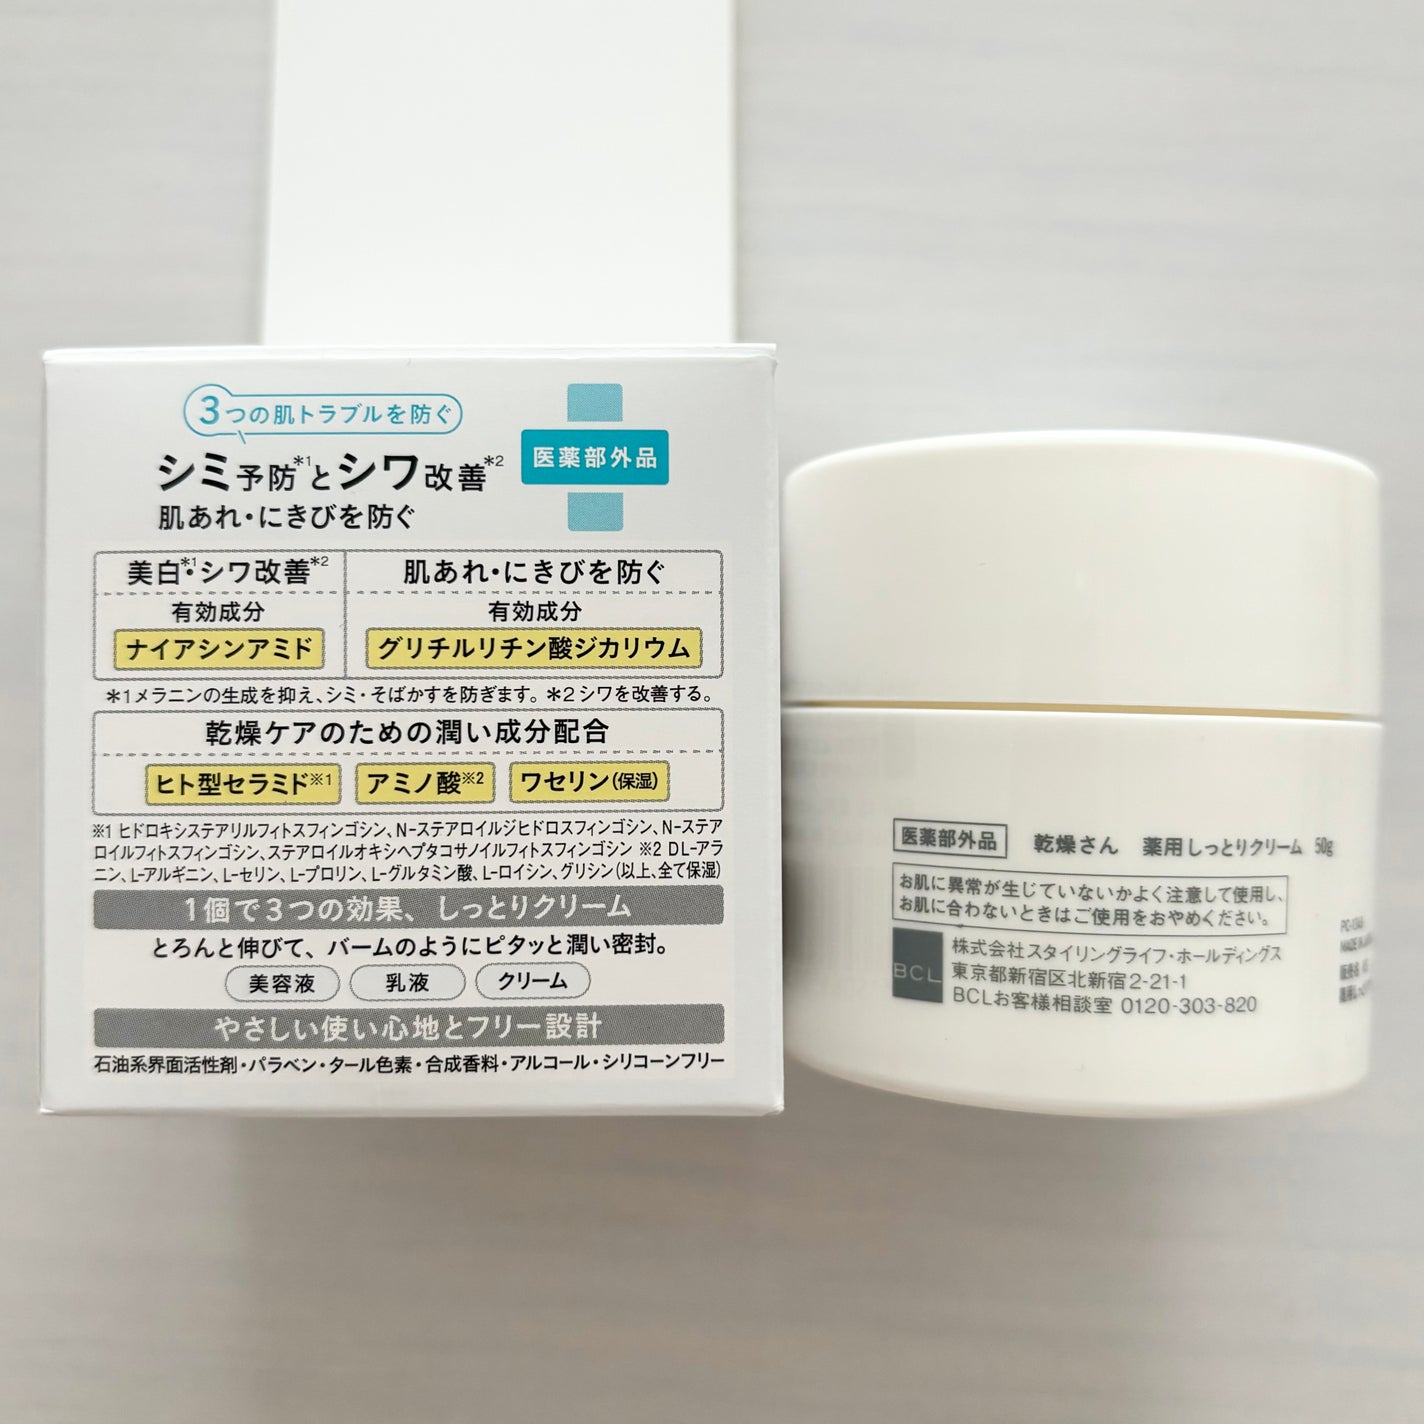 3つの肌トラブルを防ぐ
シミ予防*1とシワ改善*2
肌あれ・にきびを防ぐ
医薬部外品
美白*1・シワ改善*2
有効成分
ナイアシンアミド
肌あれ・にきびを防ぐ
有効成分
グリチルリチン酸ジカリウム
*1メラニンの生成を抑え、シミ・そばかすを防ぎます。*2シワを改善する。
乾燥ケアのための潤い成分配合
ヒト型セラミド※1 アミノ酸※2 ワセリン(保湿)
※1 ヒドロキシステアリルフィトスフィンゴシン、N-ステアロイルジヒドロスフィンゴシン、N-ステア
ロイルフィトスフィンゴシン、ステアロイルオキシヘプタコサノイルフィトスフィンゴシン ※2 DL-アラ
ニン、L-アルギニン、L-セリン、L-プロリン、L-グルタミン酸、L-ロイシン、グリシン(以上、全て保湿)
1個で3つの効果、しっとりクリーム
とろんと伸びて、バームのようにピタッと潤い密封。
美容液 乳液 クリーム
やさしい使い心地とフリー設計
石油系界面活性剤・パラベン・タール色素・合成香料・アルコール・シリコーンフリー
医薬部外品 乾燥さん 薬用しっとりクリーム 50g
お肌に異常が生じていないかよく注意して使用し、
お肌に合わないときはご使用をおやめください。
BCL
株式会社スタイリングライフ・ホールディングス
東京都新宿区北新宿2-21-1
BCLお客様相談室 0120-303-820